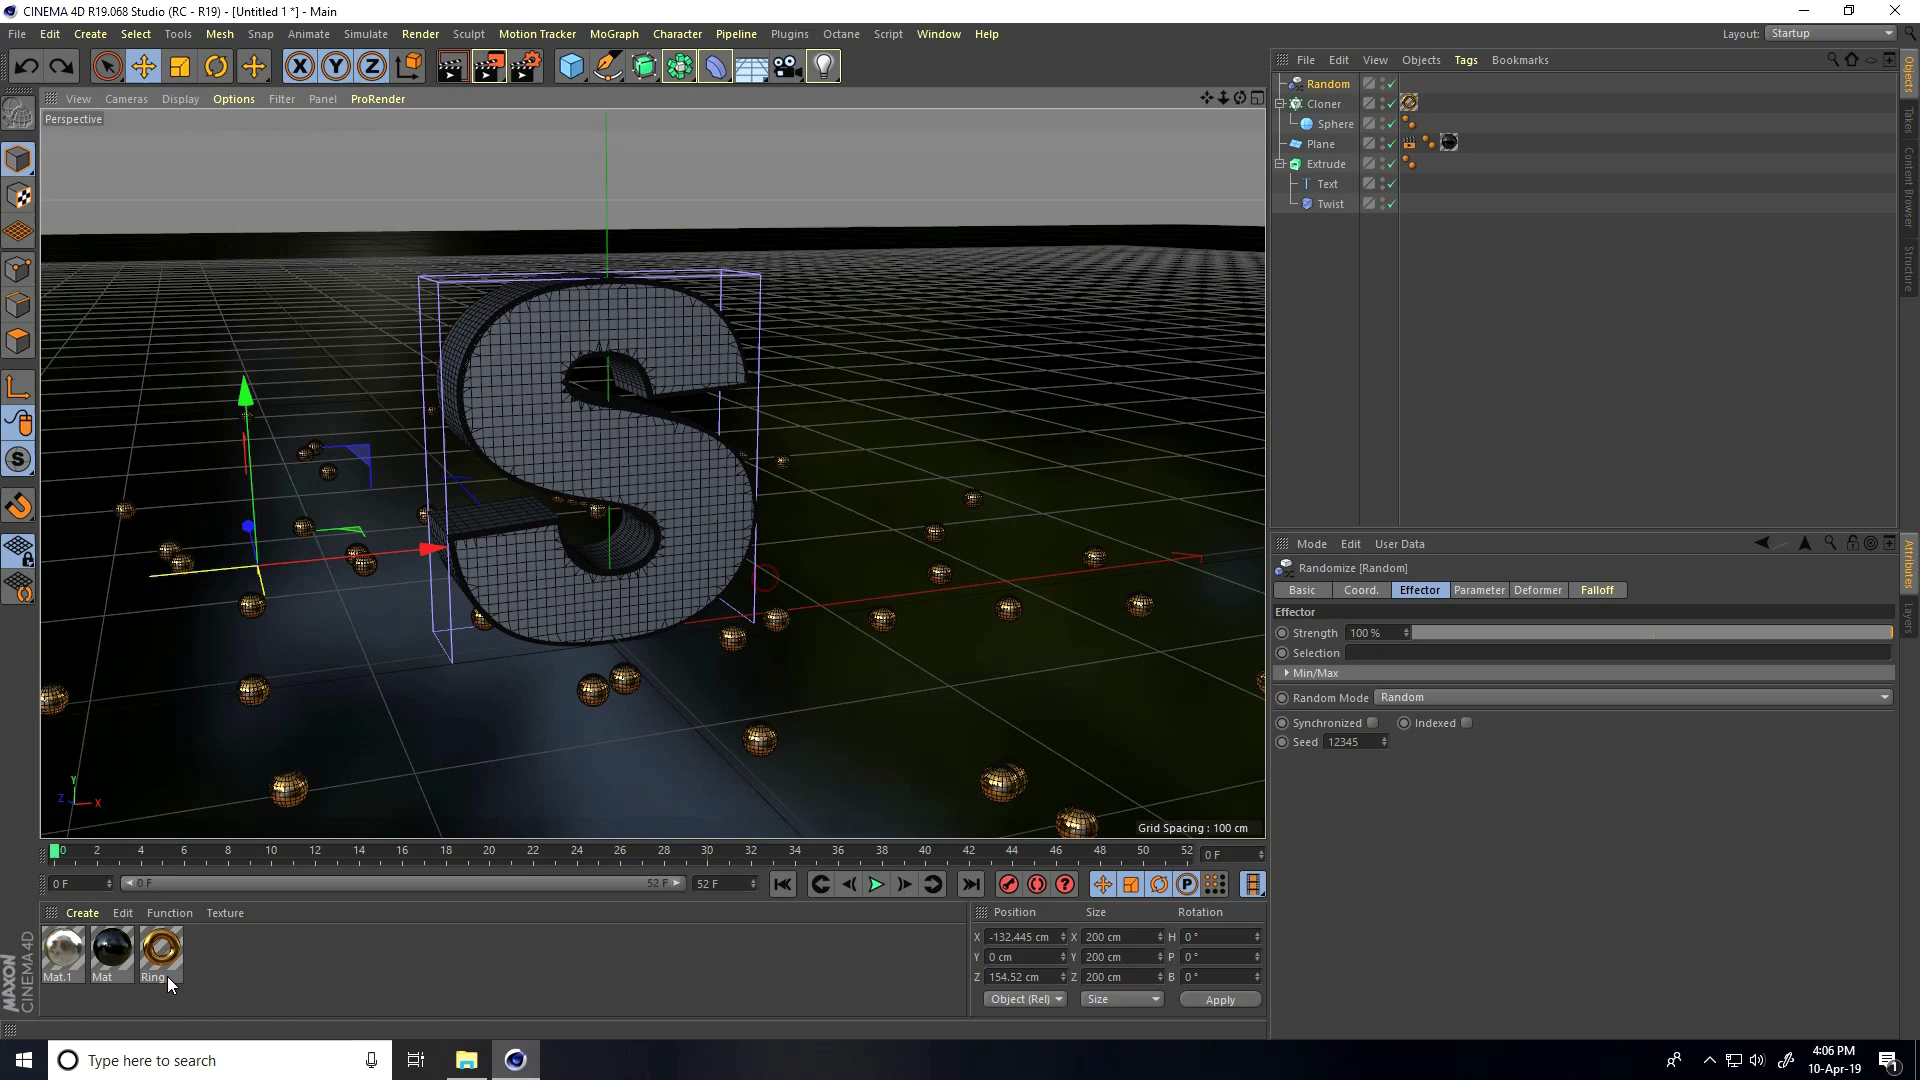 CINEMA 4D R19.068 Studio (RC - R19) - [Untitled 1 *] - Main
File Edit Create Select Tools Mesh Snap Animate Simulate Render Sculpt Motion Tracker MoGraph Character Pipeline Plugins Octane Script Window Help
Layout: Startup
View Cameras Display Options Filter Panel ProRender
Perspective
File Edit View Objects Tags Bookmarks
Random
Cloner
Sphere
Plane
Extrude
Text
Twist
Objects
Takes
Content Browser
Structure
Mode Edit User Data
Randomize [Random]
Basic Coord. Effector Parameter Deformer Falloff
Effector
Strength 100 %
Selection
Min/Max
Random Mode Random
Synchronized Indexed
Seed 12345
Attributes
Layers
Y
Z X
Grid Spacing : 100 cm
0 2 4 6 8 10 12 14 16 18 20 22 24 26 28 30 32 34 36 38 40 42 44 46 48 50 52 0 F
0 F 0 F 52 F 52 F
Create Edit Function Texture
Mat.1 Mat Ring
MAXON CINEMA 4D
Position Size Rotation
X -132.445 cm X 200 cm H 0 °
Y 0 cm Y 200 cm P 0 °
Z 154.52 cm Z 200 cm B 0 °
Object (Rel) Size Apply
Type here to search
4:06 PM
10-Apr-19
1